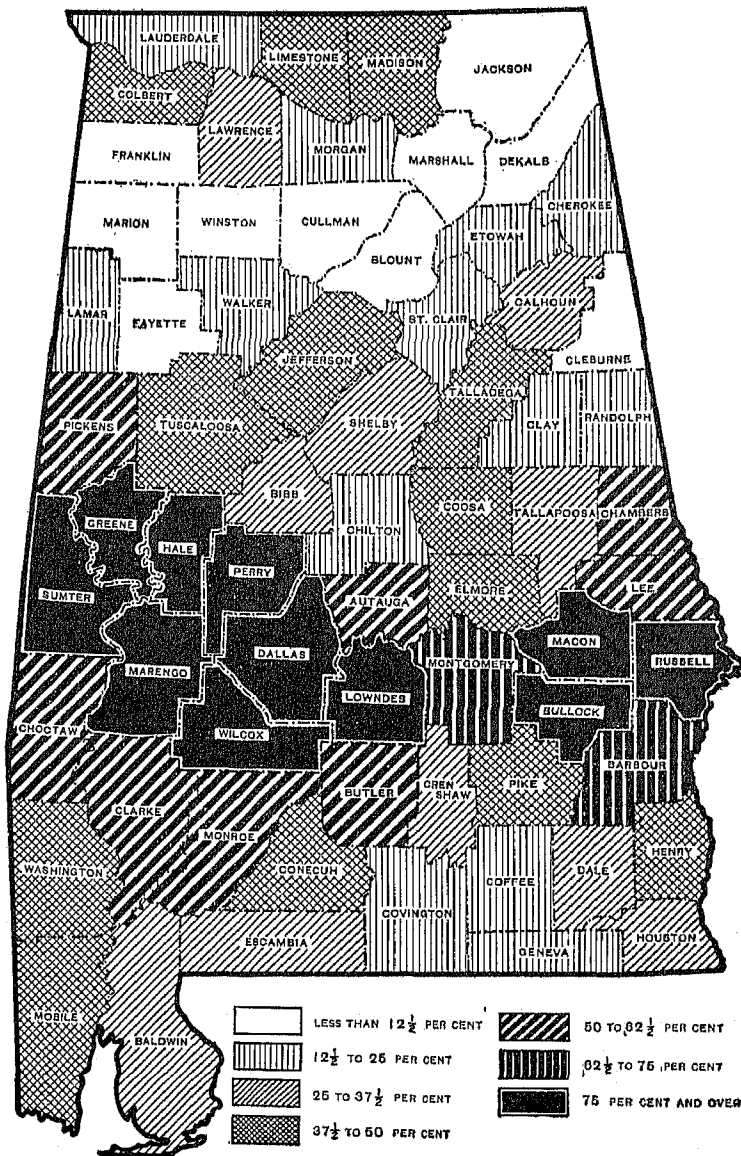 LAUDERDALE
LIMESTONE
MADISON
JACKSON
COLBERT
LAWRENCE
FRANKLIN
MORGAN
MARSHALL
DEKALB
CHEROKEE
MARION
WINSTON
CULLMAN
ETOWAH
BLOUNT
LAMAR
FAYETTE
WALKER
ST. CLAIR
CALHOUN
JEFFERSON
CLEBURNE
PICKENS
TUSCALOOSA
SHELBY
TALLADEGA
CLAY
RANDOLPH
BIBB
GREENE
HALE
CHILTON
COOSA
TALLAPOOSA
CHAMBERS
SUMTER
PERRY
AUTAUGA
ELMORE
LEE
MARENGO
DALLAS
LOWNDES
MONTGOMERY
MACON
RUSSELL
BULLOCK
CHOCTAW
WILCOX
BARBOUR
CLARKE
MONROE
BUTLER
CREN
SHAW
PIKE
WASHINGTON
CONECUH
COVINGTON
COFFEE
DALE
HENRY
ESCAMBIA
GENEVA
HOUSTON
MOBILE
BALDWIN
LESS THAN 12½ PER CENT
12½ TO 25 PER CENT
25 TO 37½ PER CENT
37½ TO 50 PER CENT
50 TO 62½ PER CENT
62½ TO 75 PER CENT
75 PER CENT AND OVER